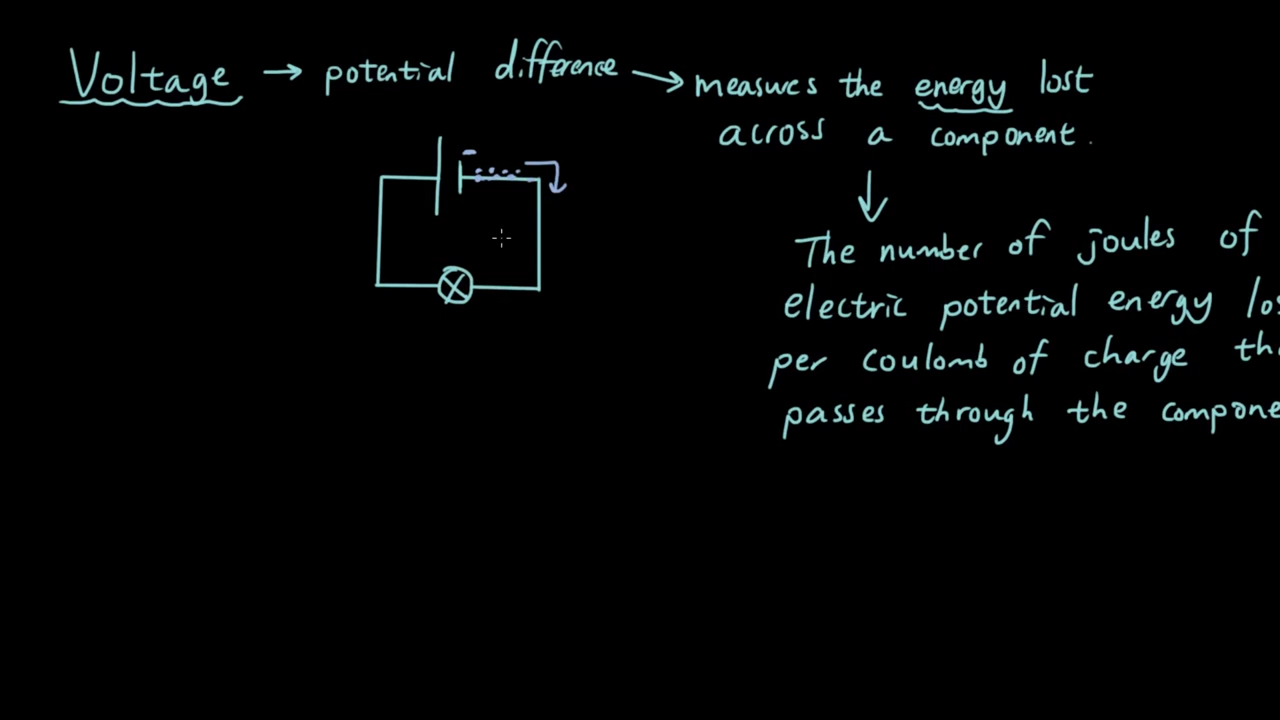 Voltage → potential difference → measures the energy lost
across a component.
↓
The number of joules of
electric potential energy
per coulomb of charge
passes through the